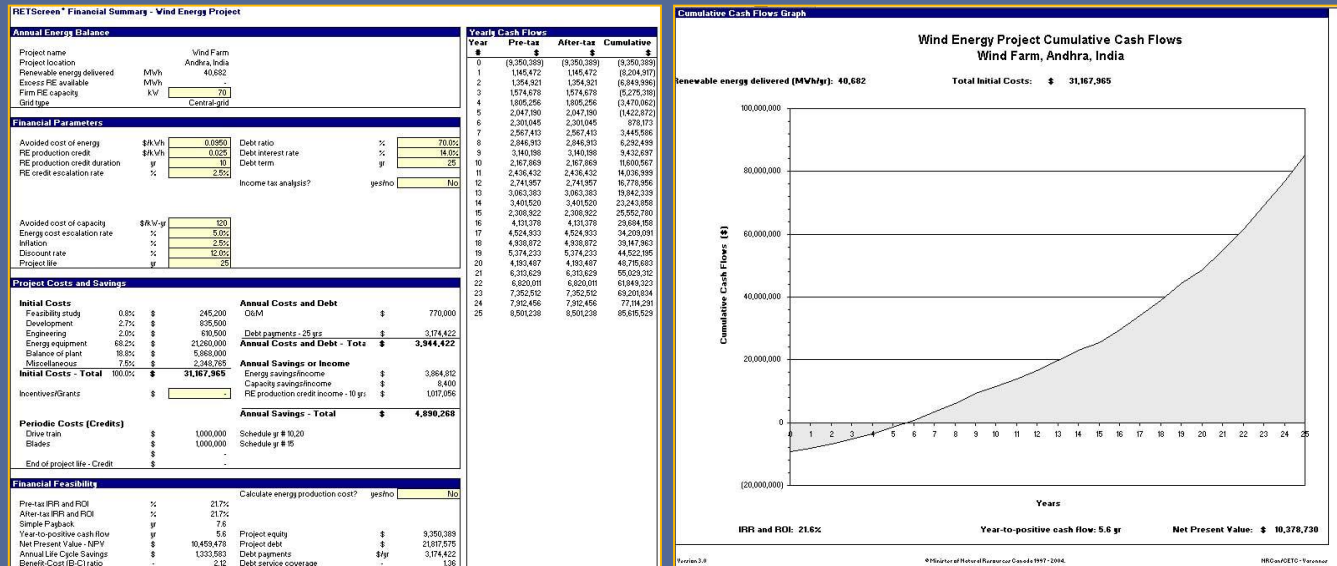 RETScreen® Financial Summary - Wind Energy Project
Annual Energy Balance
Project name Wind Farm
Project location Andhra, India
Renewable energy delivered MWh 40,682
Excess RE available MWh -
Firm RE capacity kW 70
Grid type Central-grid
Financial Parameters
Avoided cost of energy $/kWh 0.0950 Debt ratio % 70.0%
RE production credit $/kWh 0.025 Debt interest rate % 14.0%
RE production credit duration yr 10 Debt term yr 25
RE credit escalation rate % 2.5%
Income tax analysis? yes/no No
Avoided cost of capacity $/kW-yr 120
Energy cost escalation rate % 5.0%
Inflation % 2.5%
Discount rate % 12.0%
Project life yr 25
Project Costs and Savings
Initial Costs Annual Costs and Debt
Feasibility study 0.8% $ 245,200 O&M $ 770,000
Development 2.7% $ 835,500
Engineering 2.0% $ 610,500 Debt payments - 25 yrs 3,174,422
Energy equipment 68.2% $ 21,260,000 Annual Costs and Debt - Tota $ 3,944,422
Balance of plant 18.8% $ 5,868,000
Miscellaneous 7.5% $ 2,348,765 Annual Savings or Income
Initial Costs - Total 100.0% $ 31,167,965 Energy savings/income $ 3,864,812
Capacity savings/income $ 8,400
Incentives/Grants $ - RE production credit income - 10 yrs $ 1,017,056
Annual Savings - Total $ 4,890,268
Periodic Costs (Credits)
Drive train $ 1,000,000 Schedule yr # 10,20
Blades $ 1,000,000 Schedule yr # 15
$ -
End of project life - Credit $ -
Financial Feasibility
Calculate energy production cost? yes/no No
Pre-tax IRR and ROI % 21.7%
After-tax IRR and ROI % 21.7%
Simple Payback yr 7.6
Year-to-positive cash flow yr 5.6 Project equity $ 9,350,389
Net Present Value - NPV $ 10,459,478 Project debt $ 21,817,575
Annual Life Cycle Savings $ 1,333,583 Debt payments $/yr 3,174,422
Benefit-Cost (B-C) ratio - 2.12 Debt service coverage - 1.36
Yearly Cash Flows
Year Pre-tax After-tax Cumulative
# $ $ $
0 (9,350,389) (9,350,389) (9,350,389)
1 1,145,472 1,145,472 (8,204,917)
2 1,354,921 1,354,921 (6,849,996)
3 1,574,678 1,574,678 (5,275,318)
4 1,805,256 1,805,256 (3,470,062)
5 2,047,190 2,047,190 (1,422,872)
6 2,301,045 2,301,045 878,173
7 2,567,413 2,567,413 3,445,586
8 2,846,913 2,846,913 6,292,499
9 3,140,198 3,140,198 9,432,697
10 2,167,869 2,167,869 11,600,567
11 2,436,432 2,436,432 14,036,999
12 2,741,957 2,741,957 16,778,956
13 3,063,383 3,063,383 19,842,339
14 3,401,520 3,401,520 23,243,858
15 2,308,922 2,308,922 25,552,780
16 4,131,378 4,131,378 29,684,158
17 4,524,933 4,524,933 34,209,091
18 4,938,872 4,938,872 39,147,963
19 5,374,233 5,374,233 44,522,195
20 4,193,487 4,193,487 48,715,683
21 6,313,629 6,313,629 55,029,312
22 6,820,011 6,820,011 61,849,323
23 7,352,512 7,352,512 69,201,834
24 7,912,456 7,912,456 77,114,291
25 8,501,238 8,501,238 85,615,529
Cumulative Cash Flows Graph
Wind Energy Project Cumulative Cash Flows
Wind Farm, Andhra, India
Renewable energy delivered (MWh/yr): 40,682 Total Initial Costs: $ 31,167,965
100,000,000
80,000,000
60,000,000
40,000,000
20,000,000
0
(20,000,000)
Cumulative Cash Flows ($)
0 1 2 3 4 5 6 7 8 9 10 11 12 13 14 15 16 17 18 19 20 21 22 23 24 25
Years
IRR and ROI: 21.6% Year-to-positive cash flow: 5.6 yr Net Present Value: $ 10,378,730
Version 3.0 © Minister of Natural Resources Canada 1997 - 2004. NRCan/CETC - Varennes